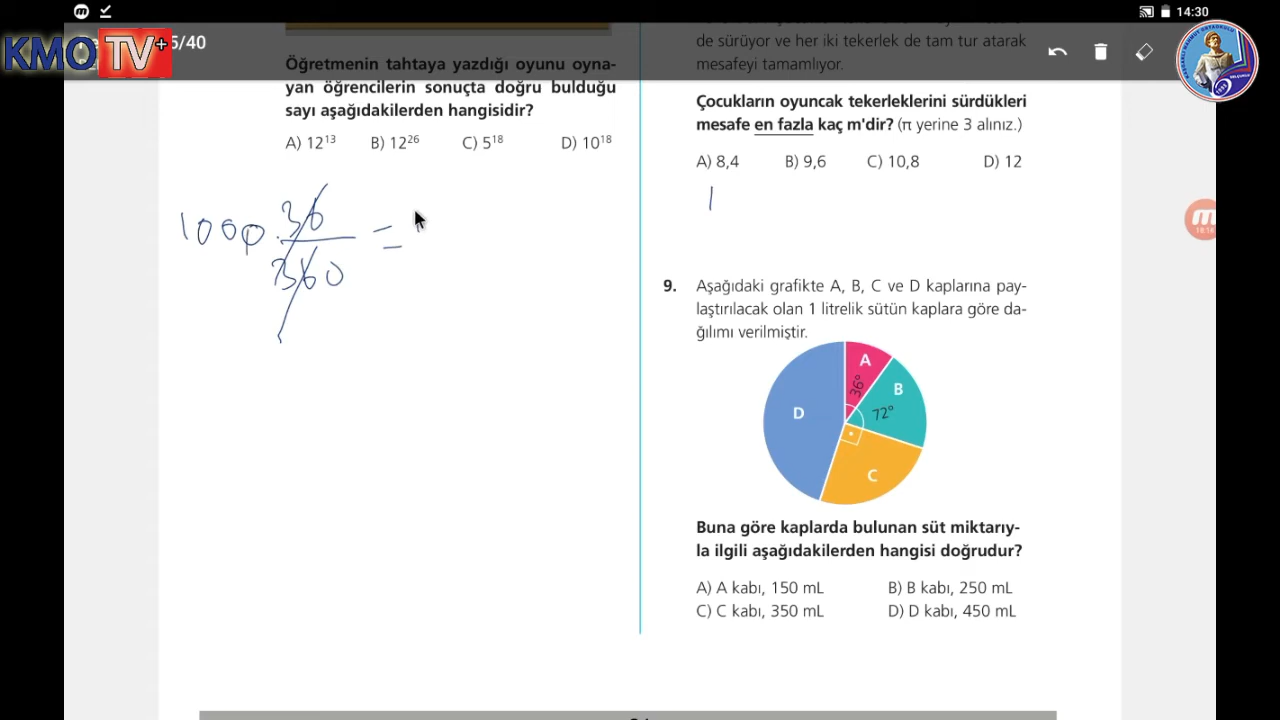 14:30
KMO TV+
5/40
Öğretmenin tahtaya yazdığı oyunu oyna-
yan öğrencilerin sonuçta doğru bulduğu
sayı aşağıdakilerden hangisidir?
A) 12¹³ B) 12²⁶ C) 5¹⁸ D) 10¹⁸
1000 . 36
360
=
de sürüyor ve her iki tekerlek de tam tur atarak
mesafeyi tamamlıyor.
Çocukların oyuncak tekerleklerini sürdükleri
mesafe en fazla kaç m'dir? (π yerine 3 alınız.)
A) 8,4 B) 9,6 C) 10,8 D) 12
9. Aşağıdaki grafikte A, B, C ve D kaplarına pay-
laştırılacak olan 1 litrelik sütün kaplara göre da-
ğılımı verilmiştir.
A
36°
B
72°
D
C
Buna göre kaplarda bulunan süt miktarıy-
la ilgili aşağıdakilerden hangisi doğrudur?
A) A kabı, 150 mL B) B kabı, 250 mL
C) C kabı, 350 mL D) D kabı, 450 mL